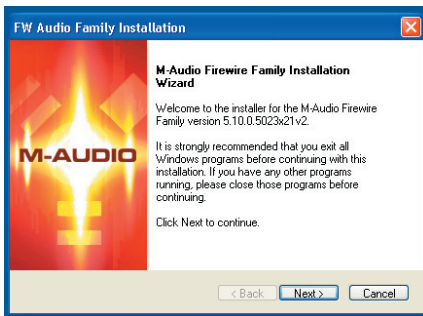 FW Audio Family Installation
M-Audio Firewire Family Installation
Wizard
Welcome to the installer for the M-Audio Firewire
Family version 5.10.0.5023x21v2.
It is strongly recommended that you exit all
Windows programs before continuing with this
installation. If you have any other programs
running, please close those programs before
continuing.
Click Next to continue.
M-AUDIO
< Back
Next >
Cancel